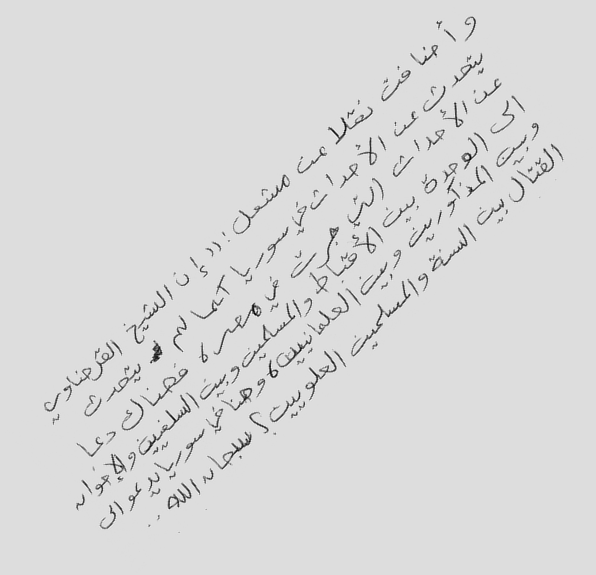 وأضافت نقلا عن مشعل: ((إن الشيخ القرضاوي
يتحدث عن الأحداث في سوريا كما لم يتحدث
عن الأحداث التي جرت في مصر، فهناك دعا
الى الوحدة بين الأقباط والمسلمين وبين السلفيين والإخوان
وبين المذكورين وبين العلمانيين، وهنا في سوريا يدعو الى
القتال بين السنة والمسلمين العلويين؟ سبحان الله ..